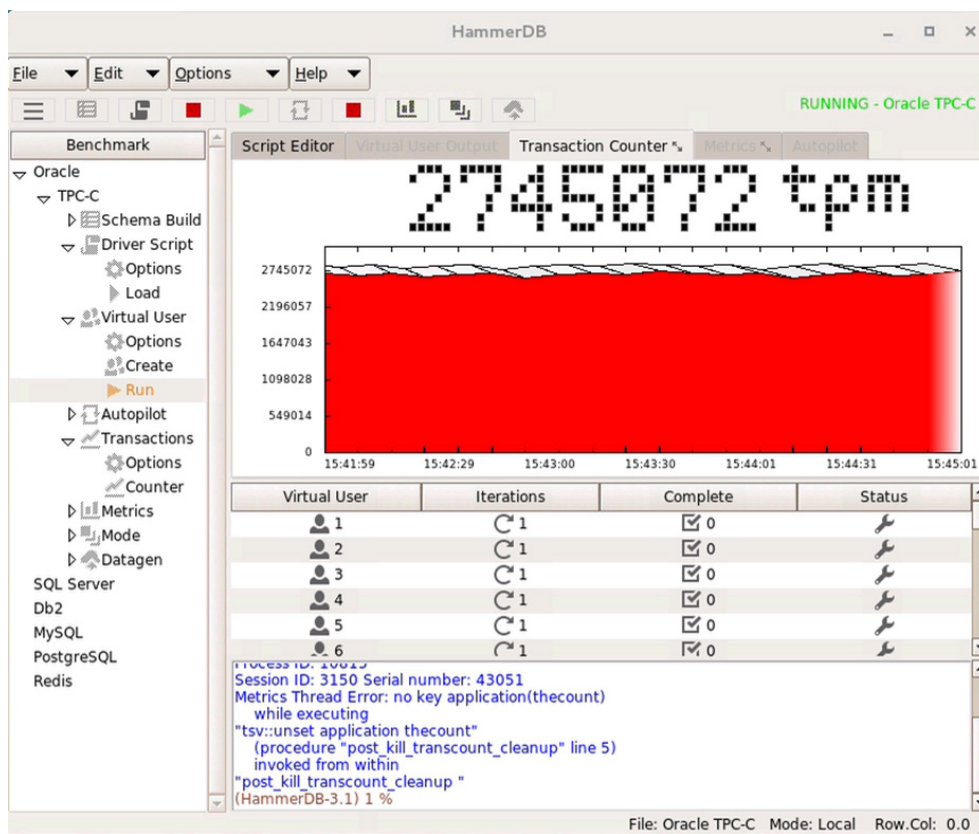 HammerDB
File Edit Options Help
RUNNING - Oracle TPC-C
Benchmark
Script Editor Virtual User Output Transaction Counter Metrics Autopilot
Oracle
TPC-C
Schema Build
Driver Script
Options
Load
Virtual User
Options
Create
Run
Autopilot
Transactions
Options
Counter
Metrics
Mode
Datagen
SQL Server
Db2
MySQL
PostgreSQL
Redis
2745072 tpm
2745072
2196057
1647043
1098028
549014
0
15:41:59 15:42:29 15:43:00 15:43:30 15:44:01 15:44:31 15:45:01
Virtual User Iterations Complete Status
1 1 0
2 1 0
3 1 0
4 1 0
5 1 0
6 1 0
Process ID: 10815
Session ID: 3150 Serial number: 43051
Metrics Thread Error: no key application(thecount)
while executing
"tsv::unset application thecount"
(procedure "post_kill_transcount_cleanup" line 5)
invoked from within
"post_kill_transcount_cleanup "
(HammerDB-3.1) 1 %
File: Oracle TPC-C Mode: Local Row.Col: 0.0